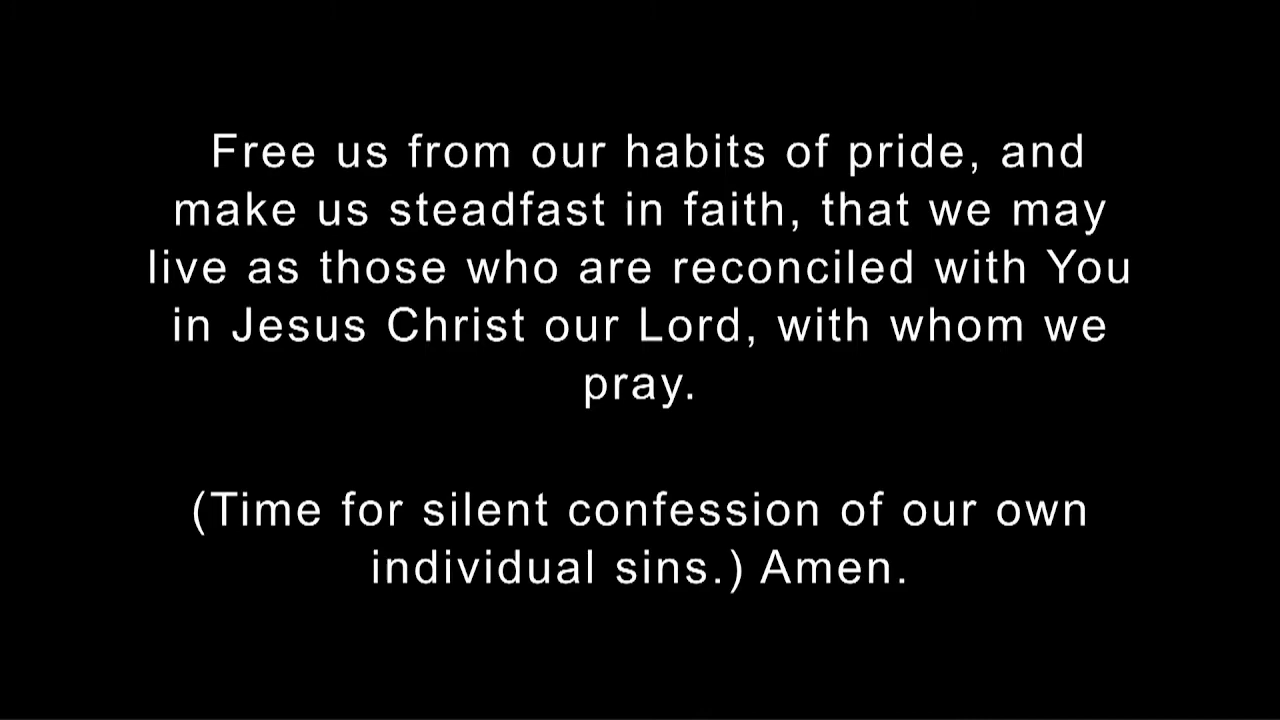 Free us from our habits of pride, and
make us steadfast in faith, that we may
live as those who are reconciled with You
in Jesus Christ our Lord, with whom we
pray.
(Time for silent confession of our own
individual sins.) Amen.